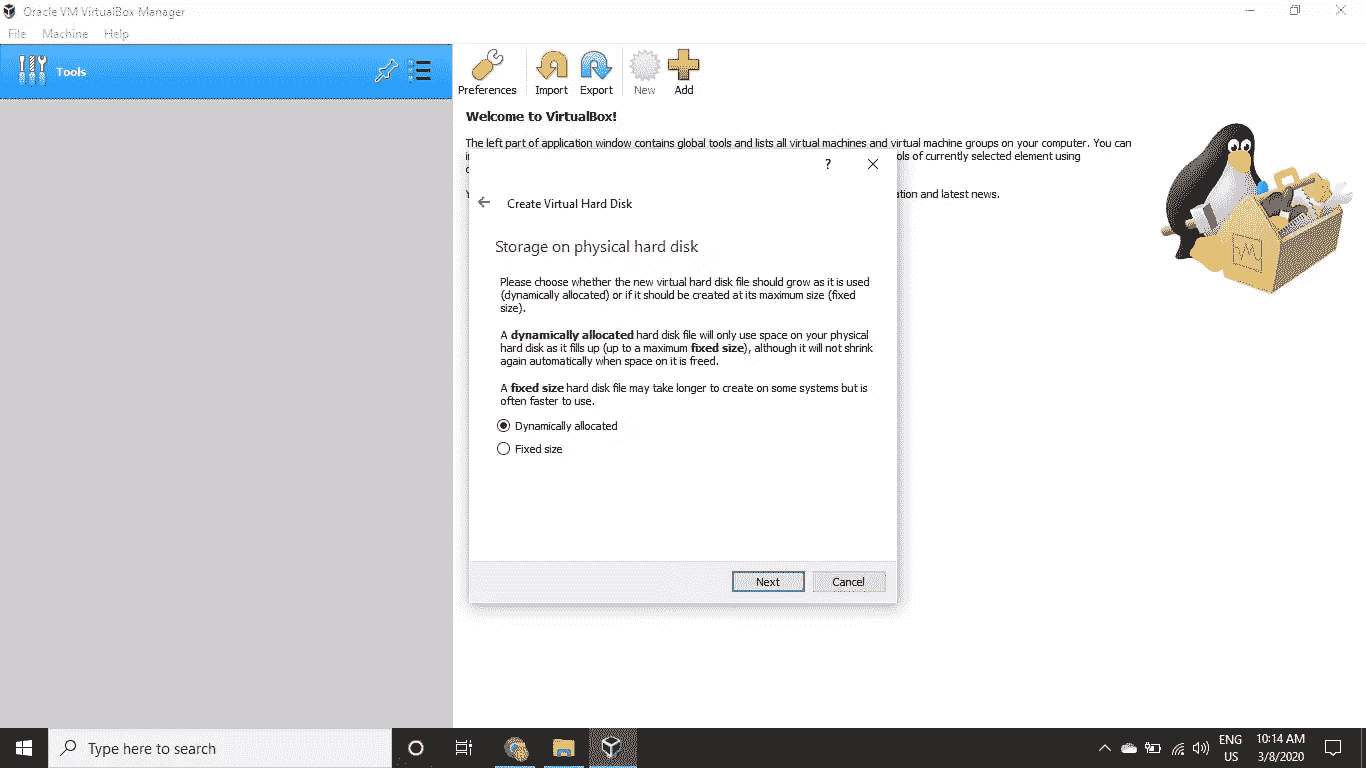 Oracle VM VirtualBox Manager
File Machine Help
Tools
Preferences Import Export New Add
Welcome to VirtualBox!
The left part of application window contains global tools and lists all virtual machines and virtual machine groups on your computer. You can
ols of currently selected element using
ation and latest news.
?
Create Virtual Hard Disk
Storage on physical hard disk
Please choose whether the new virtual hard disk file should grow as it is used
(dynamically allocated) or if it should be created at its maximum size (fixed
size).
A dynamically allocated hard disk file will only use space on your physical
hard disk as it fills up (up to a maximum fixed size), although it will not shrink
again automatically when space on it is freed.
A fixed size hard disk file may take longer to create on some systems but is
often faster to use.
Dynamically allocated
Fixed size
Next Cancel
Type here to search
ENG
US
10:14 AM
3/8/2020